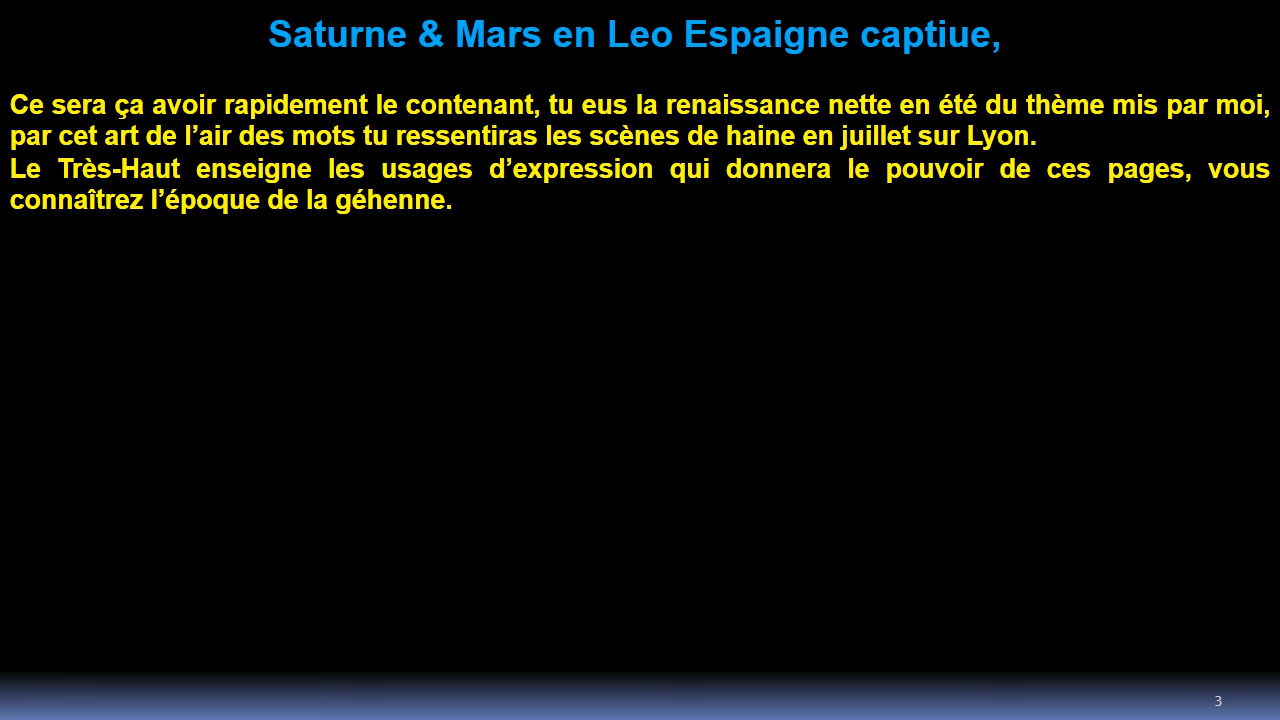 Saturne & Mars en Leo Espaigne captiue,
Ce sera ça avoir rapidement le contenant, tu eus la renaissance nette en été du thème mis par moi,
par cet art de l’air des mots tu ressentiras les scènes de haine en juillet sur Lyon.
Le Très-Haut enseigne les usages d’expression qui donnera le pouvoir de ces pages, vous
connaîtrez l’époque de la géhenne.
3